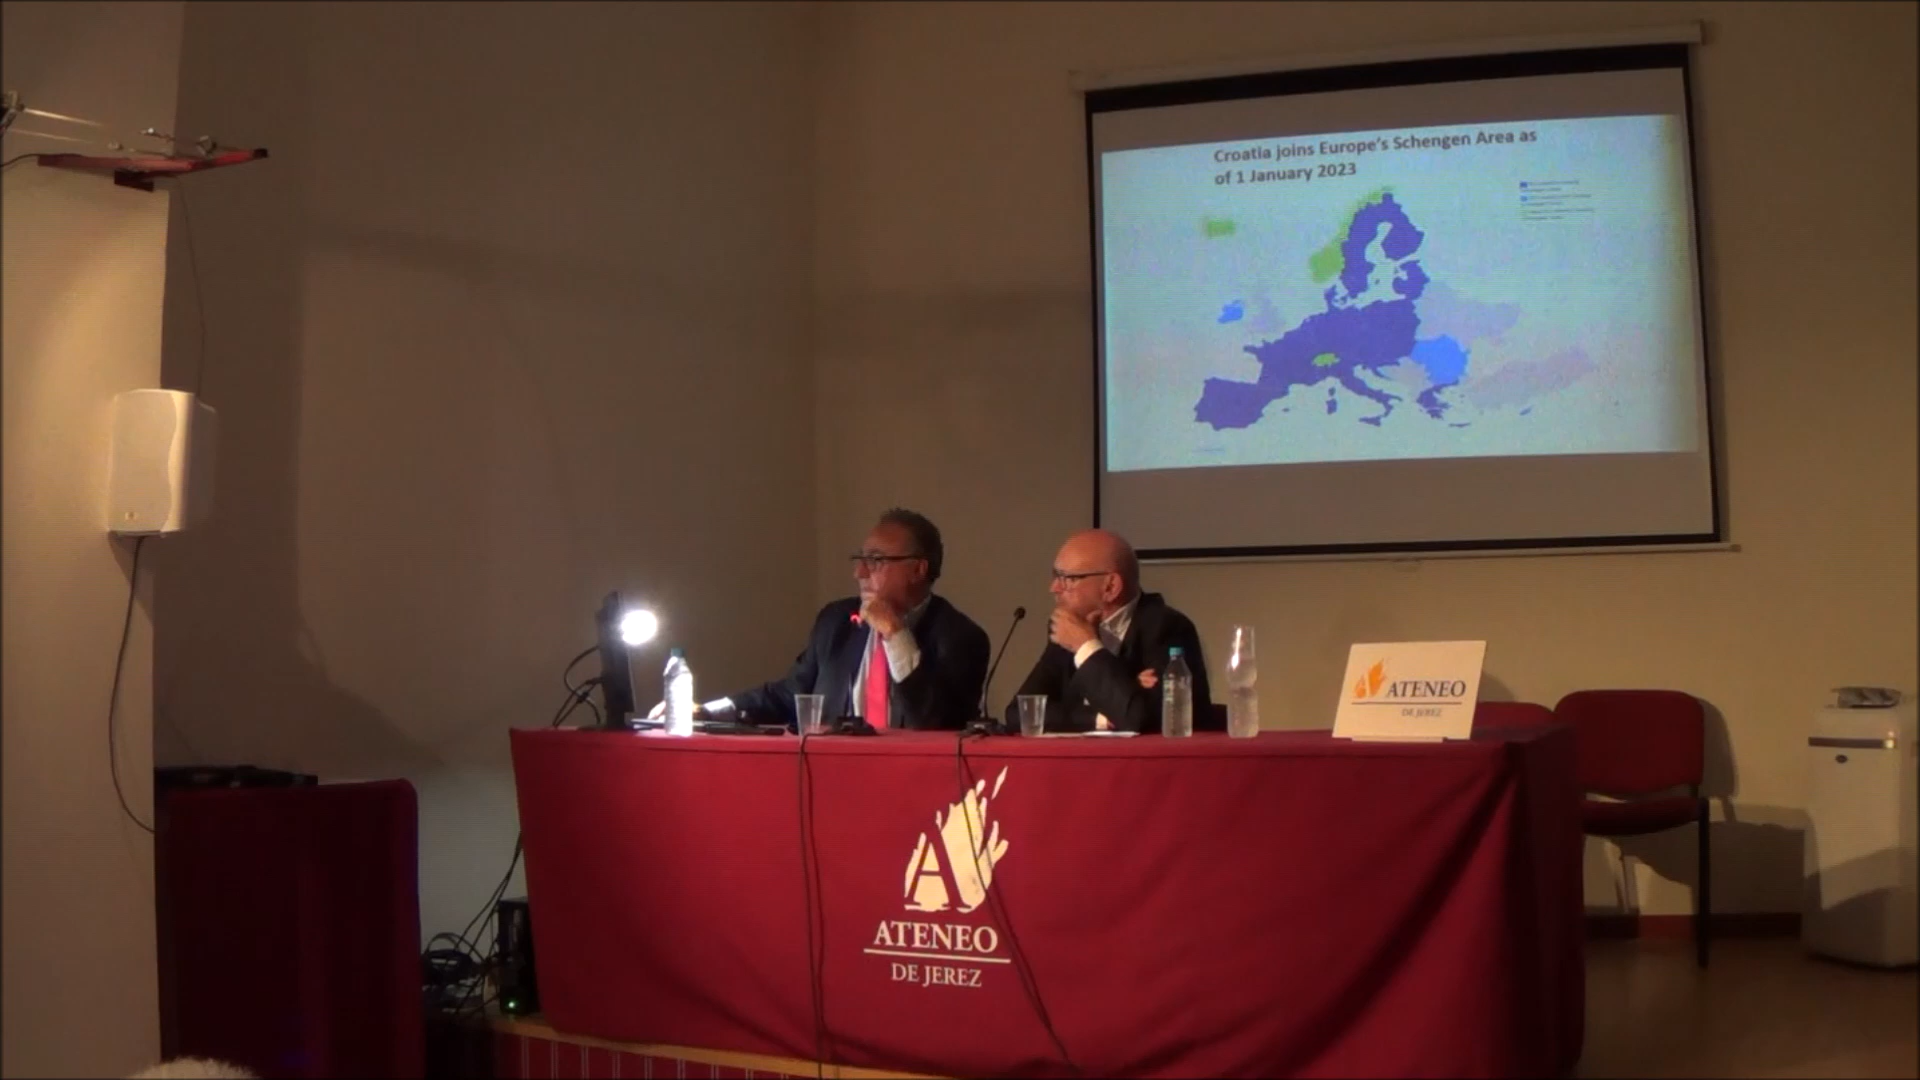 Croatia joins Europe's Schengen Area as
of 1 January 2023
ATENEO
DE JEREZ
A
ATENEO
DE JEREZ